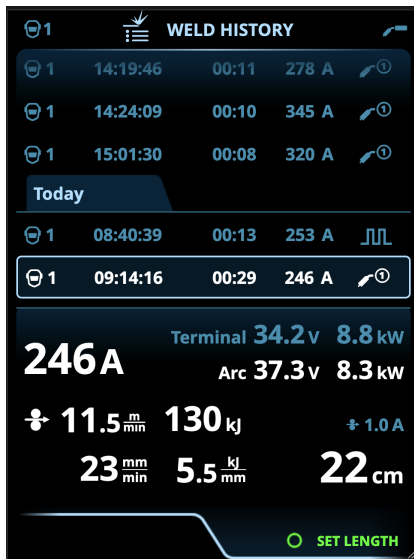 1 WELD HISTORY
1 14:19:46 00:11 278 A 1
1 14:24:09 00:10 345 A 1
1 15:01:30 00:08 320 A 1
Today
1 08:40:39 00:13 253 A
1 09:14:16 00:29 246 A 1
Terminal 34.2 V 8.8 kW
246 A
Arc 37.3 V 8.3 kW
11.5 m/min 130 kJ 1.0 A
23 mm/min 5.5 kJ/mm 22 cm
SET LENGTH